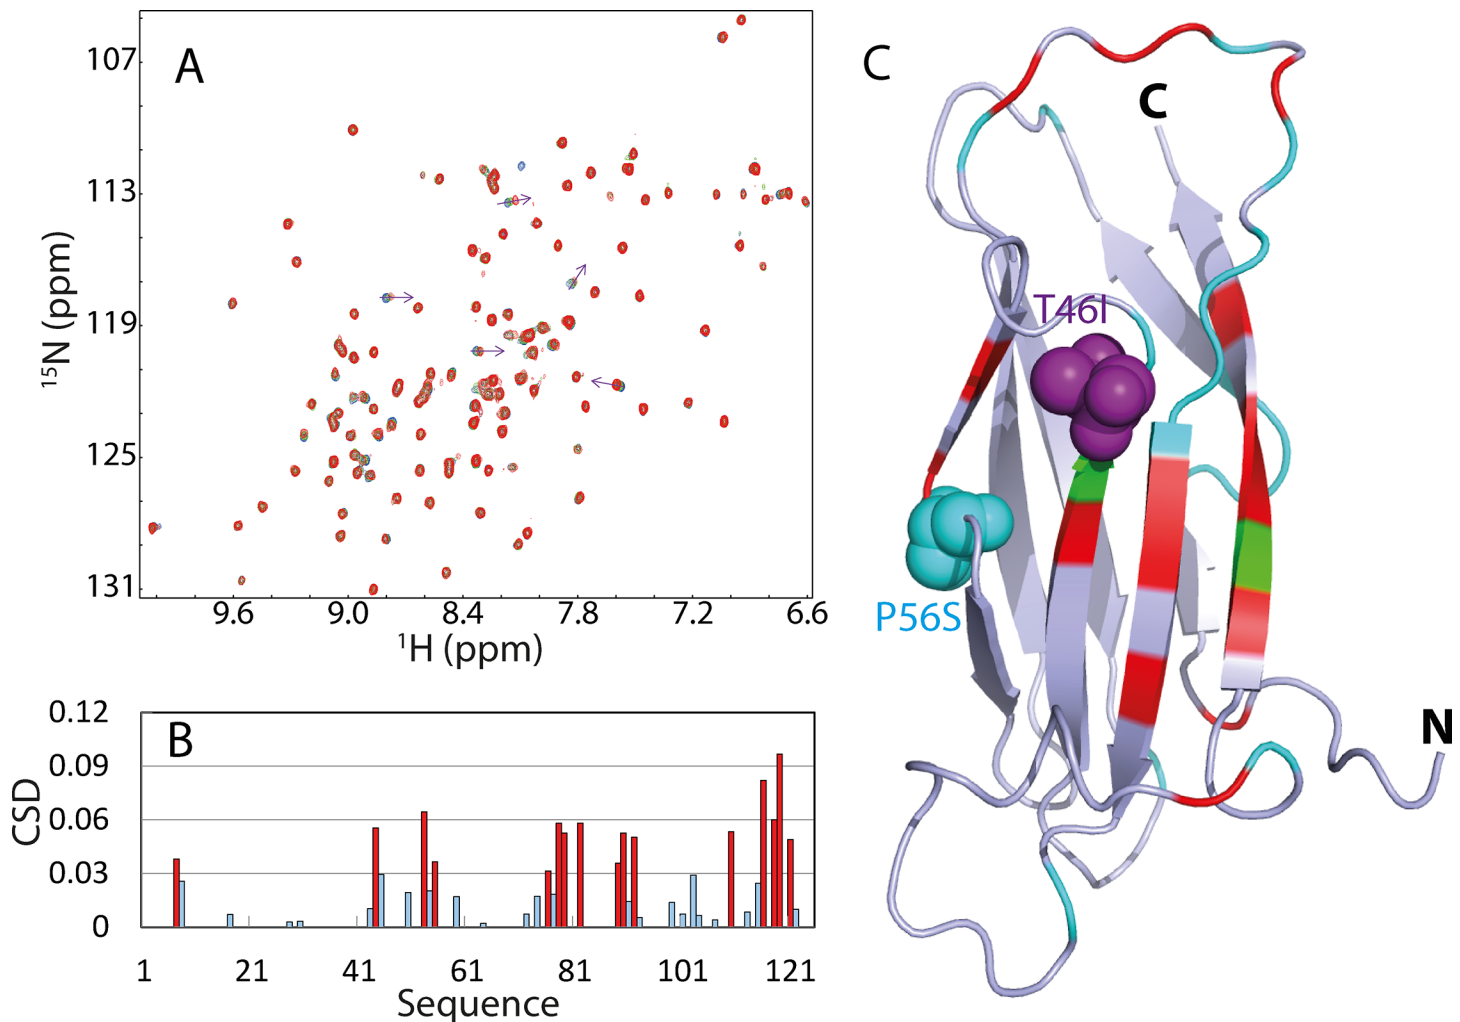 A
107
113
119
125
131
15N (ppm)
9.6 9.0 8.4 7.8 7.2 6.6
1H (ppm)
B
0.12
0.09
0.06
0.03
0
CSD
1 21 41 61 81 101 121
Sequence
C
C
T46I
P56S
N